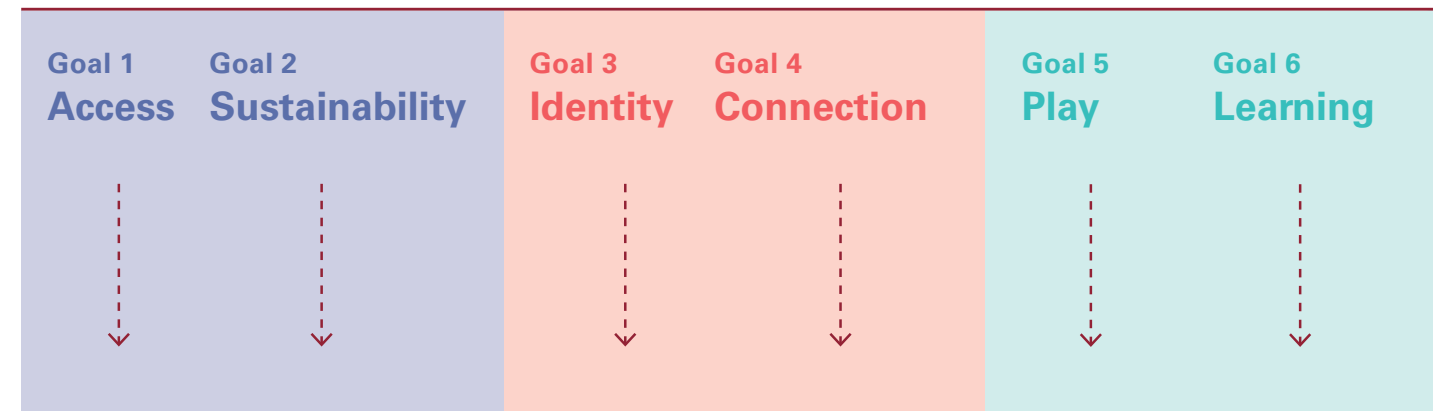 Goal 1
Access
Goal 2
Sustainability
Goal 3
Identity
Goal 4
Connection
Goal 5
Play
Goal 6
Learning